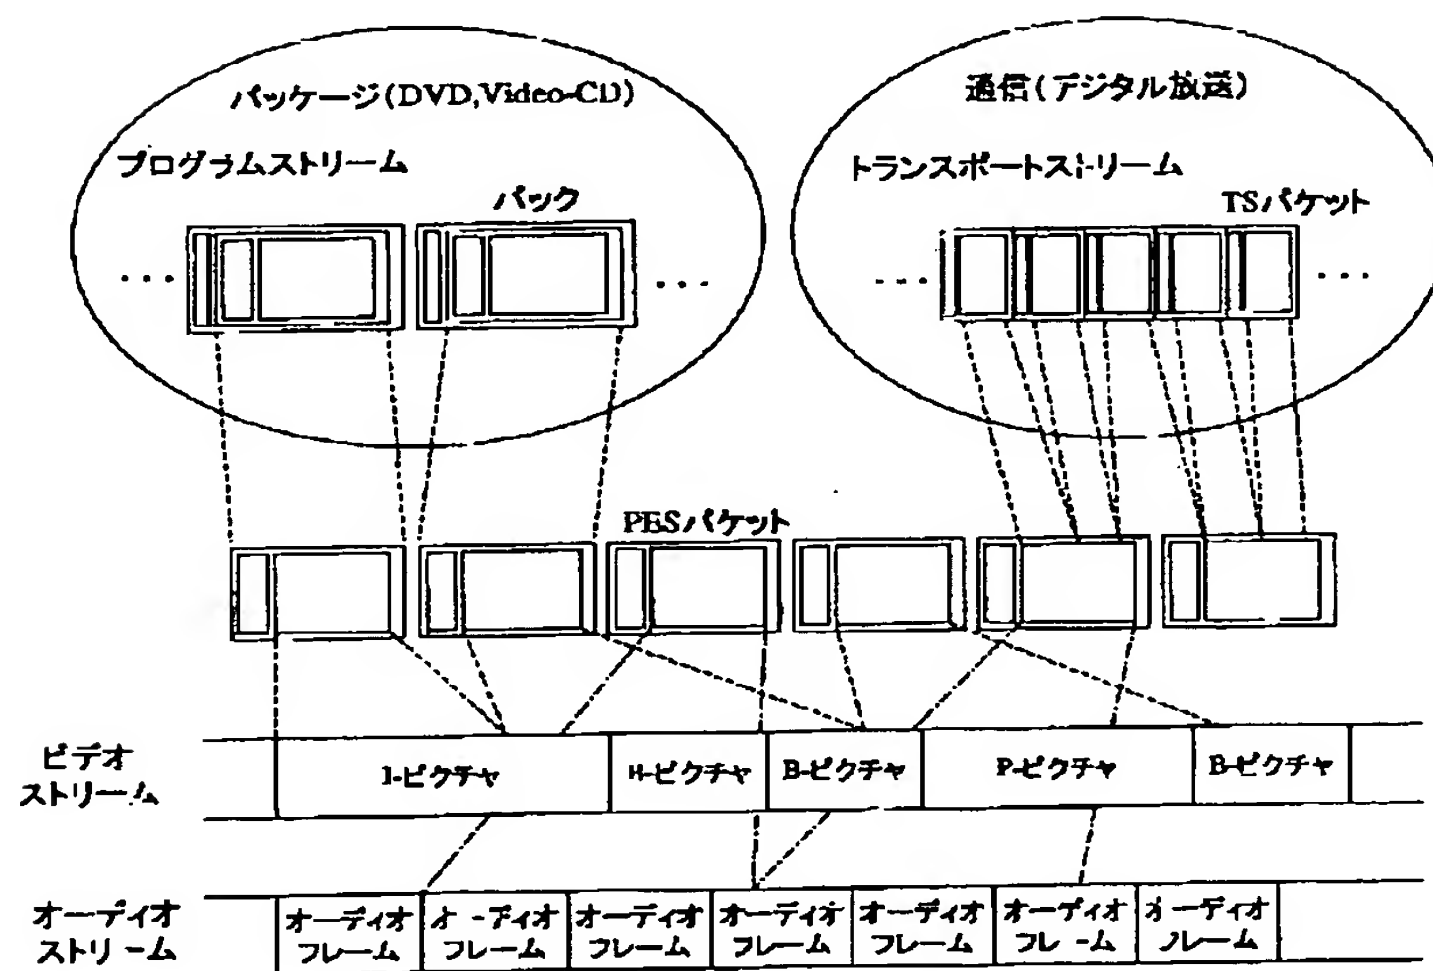 パッケージ(DVD,Video-CD)
プログラムストリーム
パック
・・・
・・・
通信(デジタル放送)
トランスポートストリーム
TSパケット
・・・
・・・
PESパケット
ビデオ
ストリーム
I-ピクチャ
B-ピクチャ
B-ピクチャ
P-ピクチャ
B-ピクチャ
オーディオ
ストリーム
オーディオ
フレーム
オーディオ
フレーム
オーディオ
フレーム
オーディオ
フレーム
オーディオ
フレーム
オーディオ
フレーム
オーディオ
フレーム